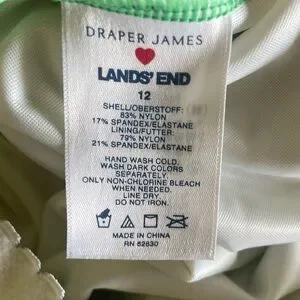 DRAPER JAMES
LANDS' END
12
SHELL/OBERSTOFF:
83% NYLON
17% SPANDEX/ELASTANE
LINING/FUTTER:
79% NYLON
21% SPANDEX/ELASTANE
HAND WASH COLD.
WASH DARK COLORS
SEPARATELY.
ONLY NON-CHLORINE BLEACH
WHEN NEEDED.
LINE DRY.
DO NOT IRON.
MADE IN CHINA
RN 62630